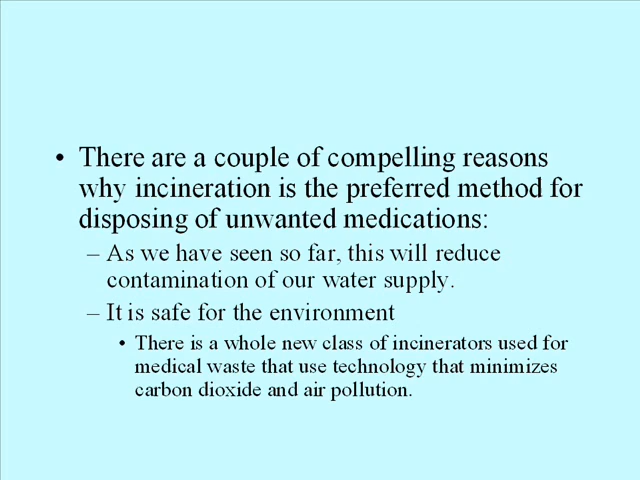 • There are a couple of compelling reasons
why incineration is the preferred method for
disposing of unwanted medications:
– As we have seen so far, this will reduce
contamination of our water supply.
– It is safe for the environment
• There is a whole new class of incinerators used for
medical waste that use technology that minimizes
carbon dioxide and air pollution.